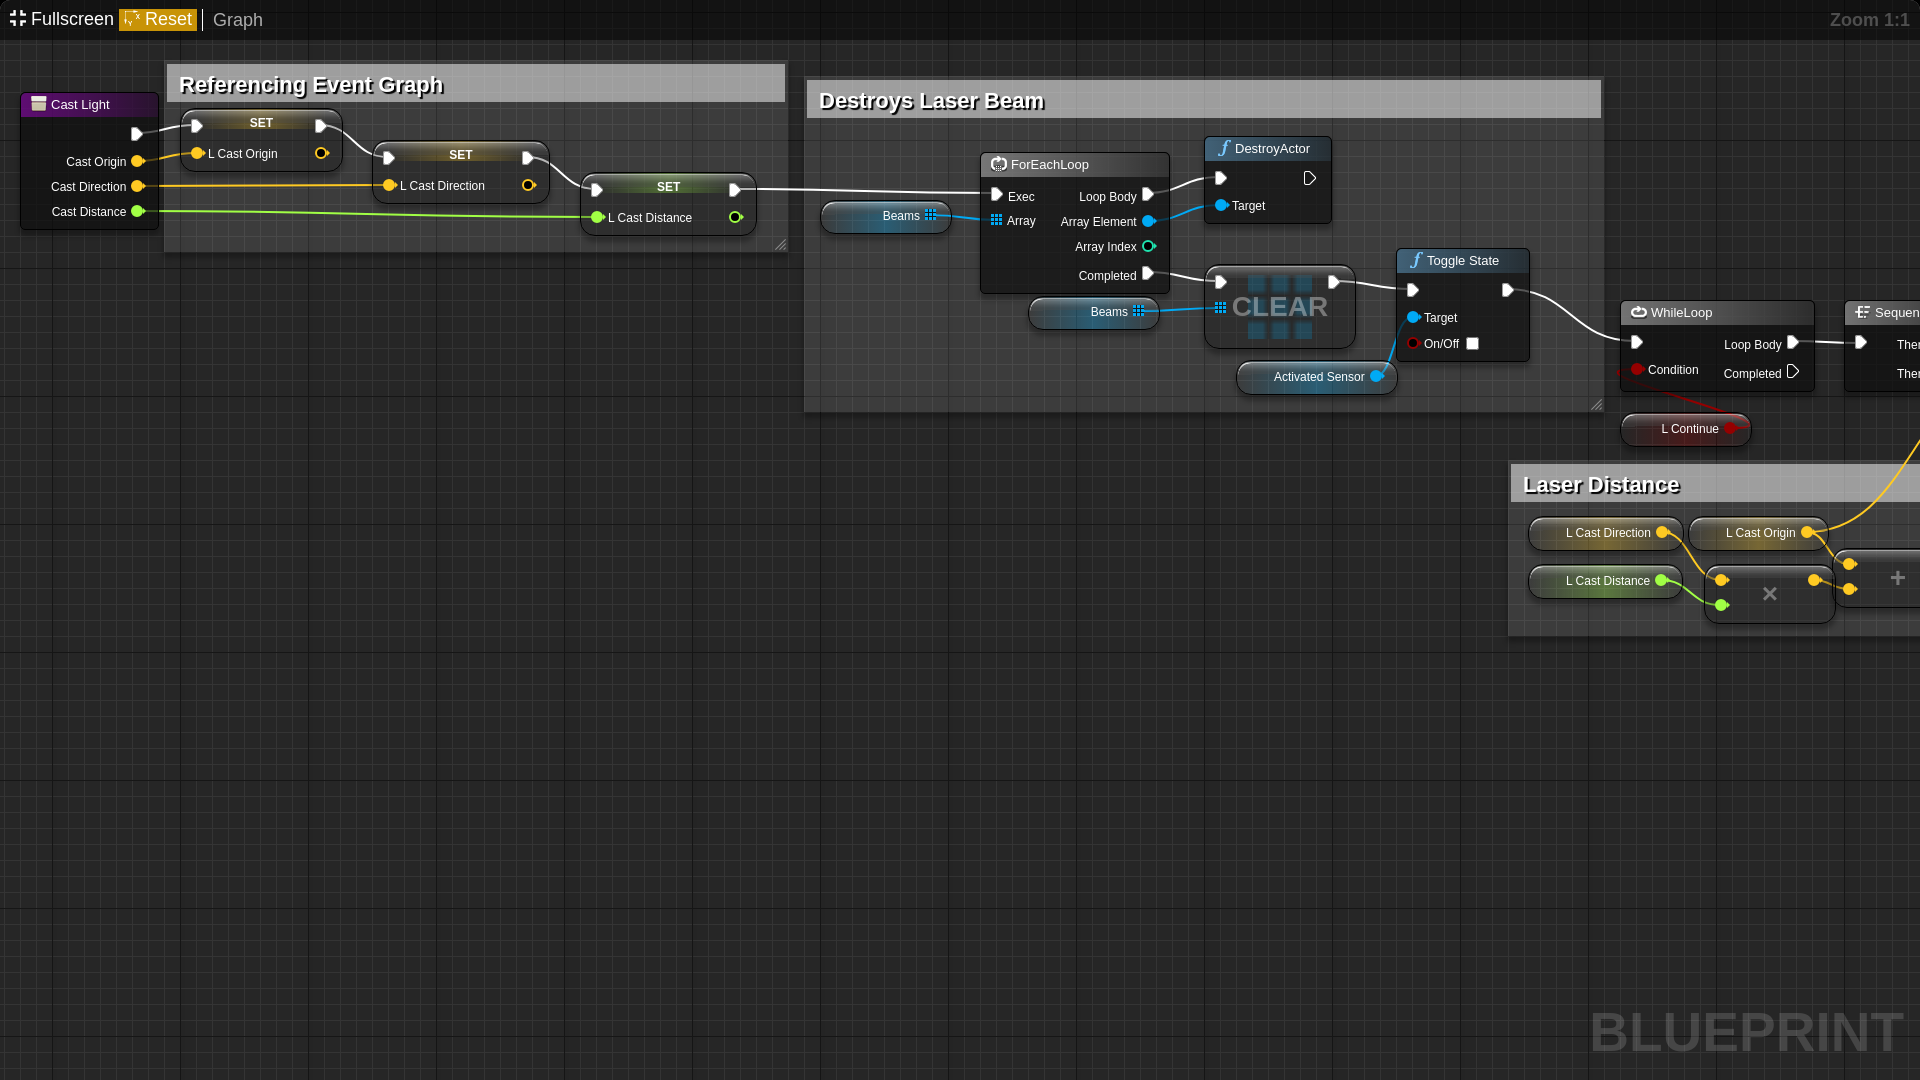 Fullscreen Reset Graph Zoom 1:1
Referencing Event Graph
Cast Light
Cast Origin
Cast Direction
Cast Distance
SET
L Cast Origin
SET
L Cast Direction
SET
L Cast Distance
Destroys Laser Beam
Beams
ForEachLoop
Exec Loop Body
Array Array Element
Array Index
Completed
DestroyActor
Target
Beams
CLEAR
Activated Sensor
Toggle State
Target
On/Off
WhileLoop
Loop Body
Condition Completed
L Continue
Sequen
Ther
Ther
Laser Distance
L Cast Direction
L Cast Origin
L Cast Distance
×
+
BLUEPRINT